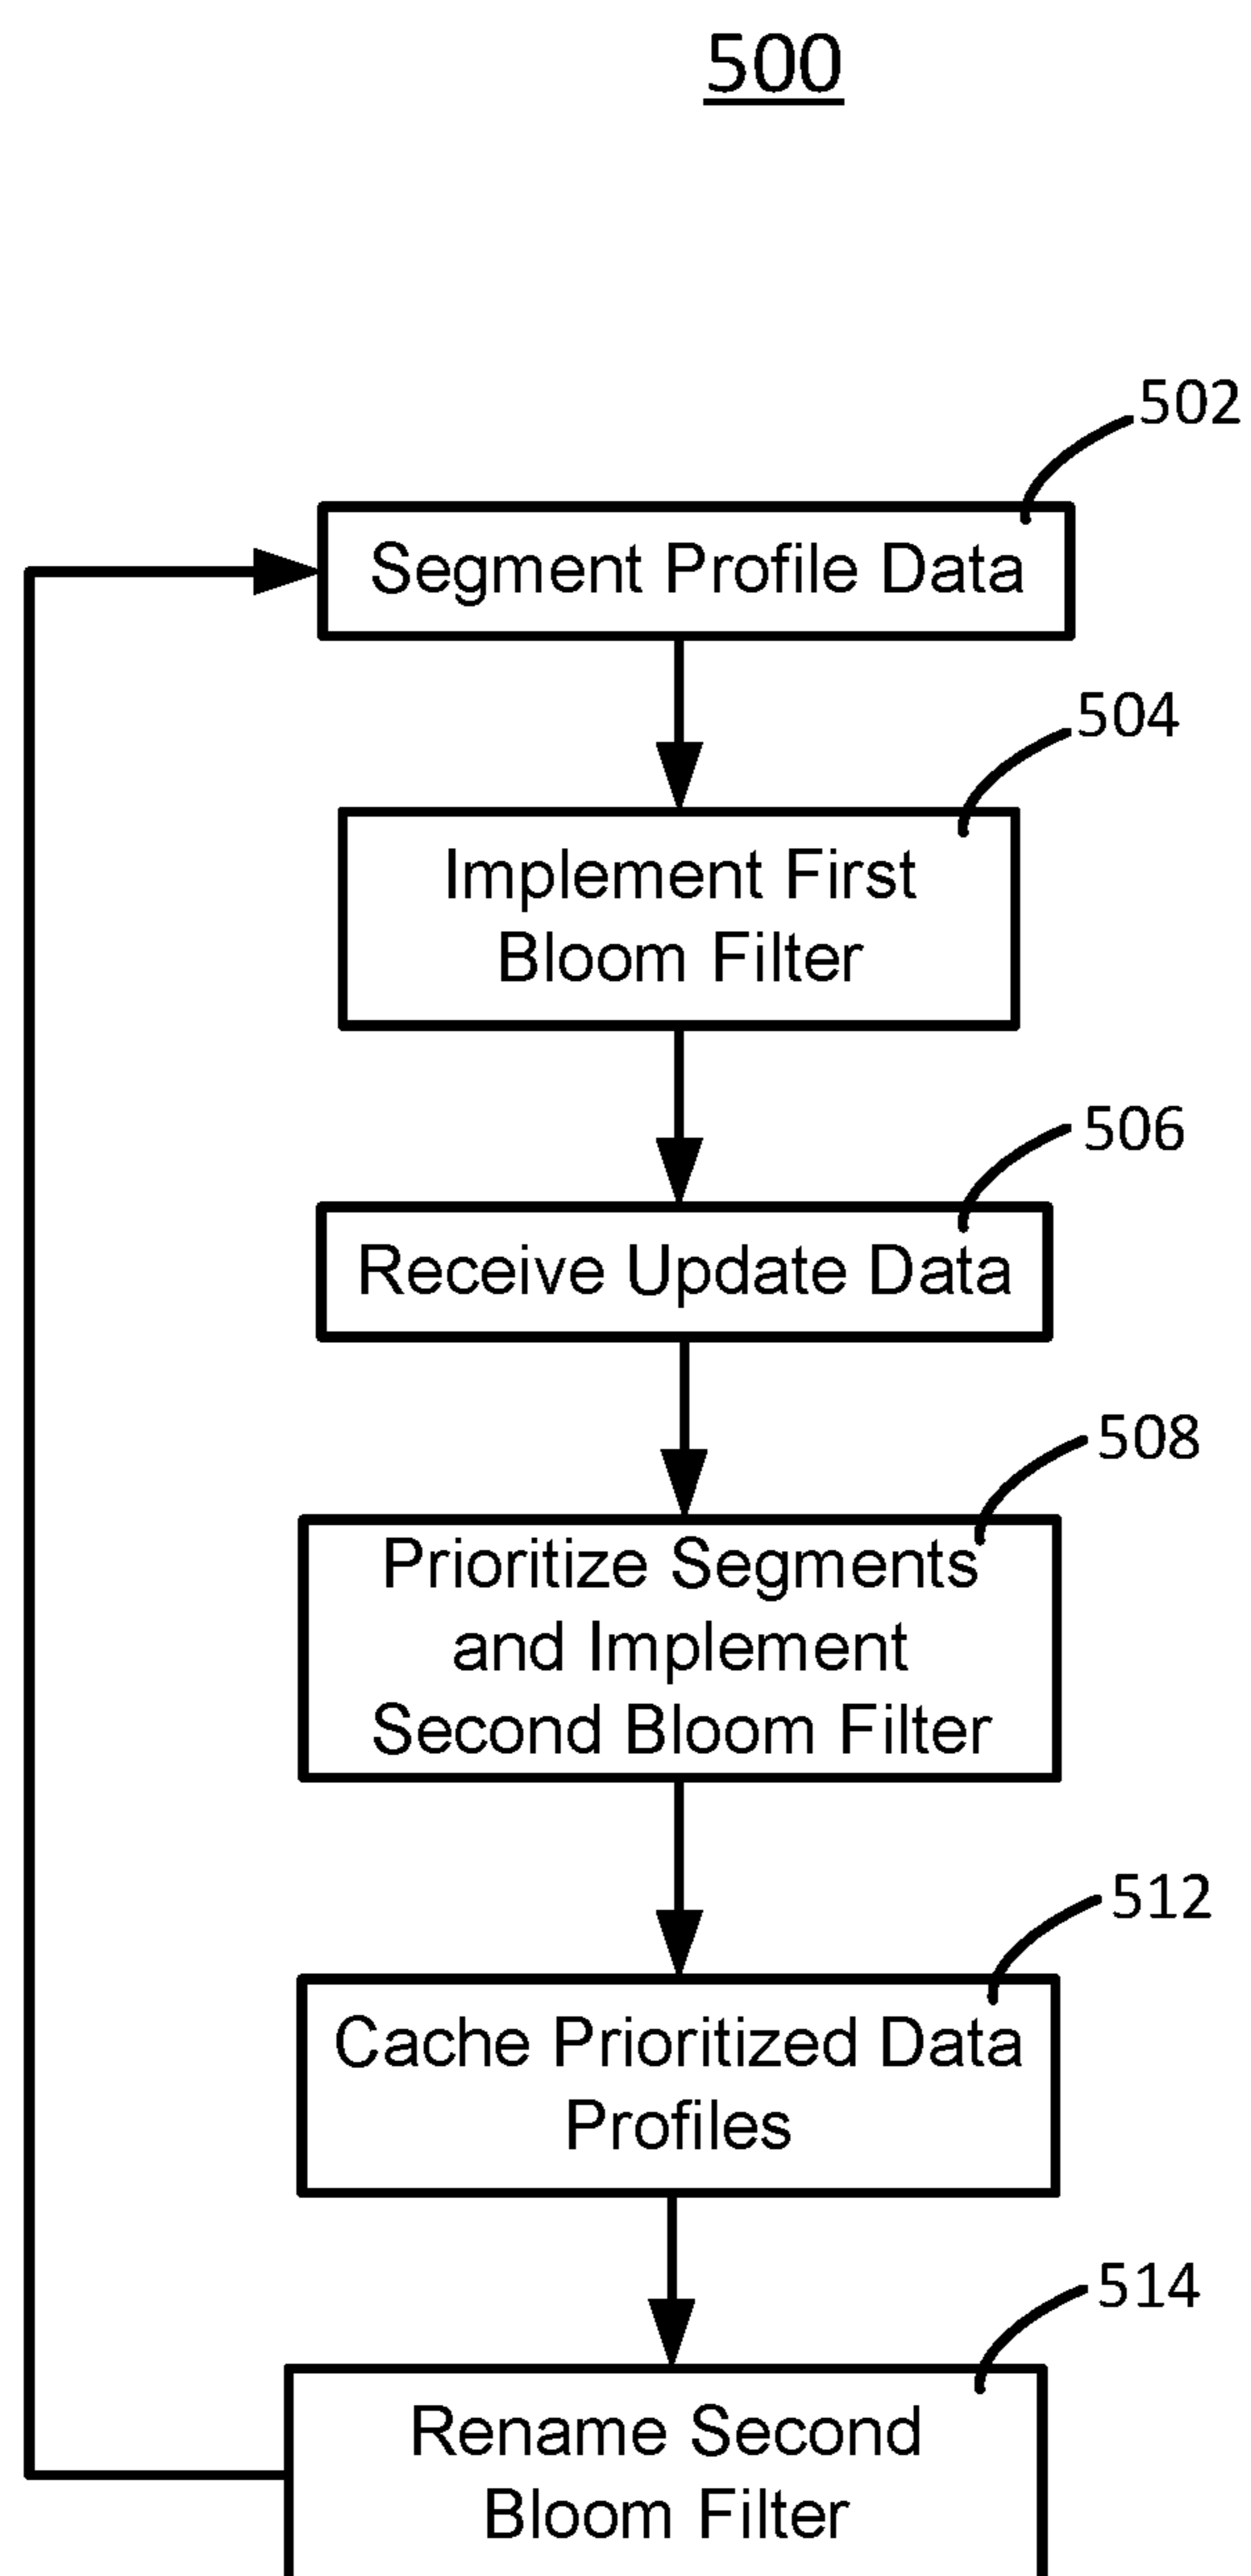 500
502
Segment Profile Data
504
Implement First
Bloom Filter
506
Receive Update Data
508
Prioritize Segments
and Implement
Second Bloom Filter
512
Cache Prioritized Data
Profiles
514
Rename Second
Bloom Filter